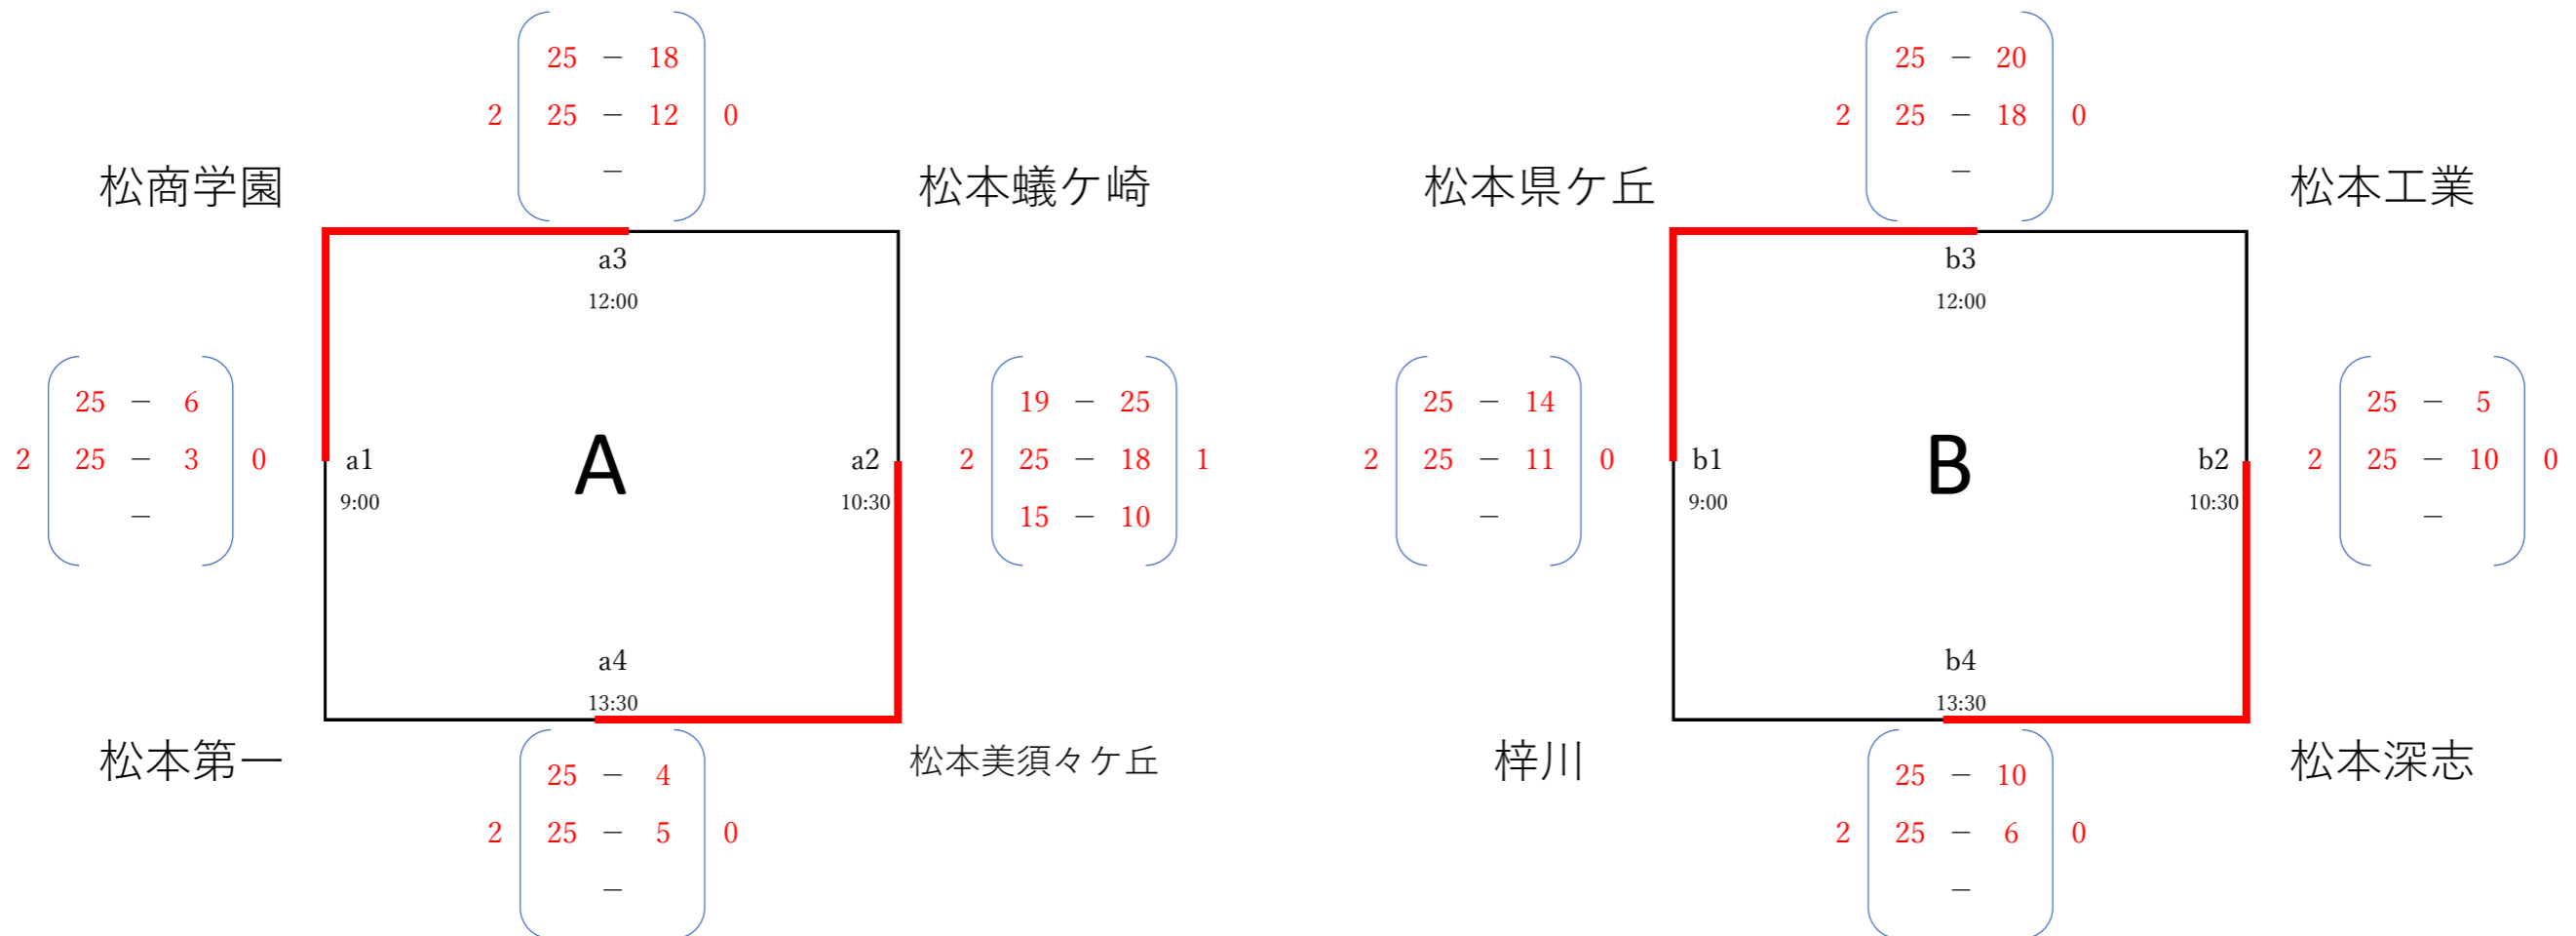 25 － 18
2 25 － 12 0
－
松商学園
松本蟻ケ崎
a3
12:00
25 － 6
2 25 － 3 0
－
a1
9:00
A
a2
10:30
19 － 25
2 25 － 18 1
15 － 10
a4
13:30
松本第一
松本美須々ケ丘
25 － 4
2 25 － 5 0
－
25 － 20
2 25 － 18 0
－
松本県ケ丘
松本工業
b3
12:00
25 － 14
2 25 － 11 0
－
b1
9:00
B
b2
10:30
25 － 5
2 25 － 10 0
－
b4
13:30
梓川
松本深志
25 － 10
2 25 － 6 0
－